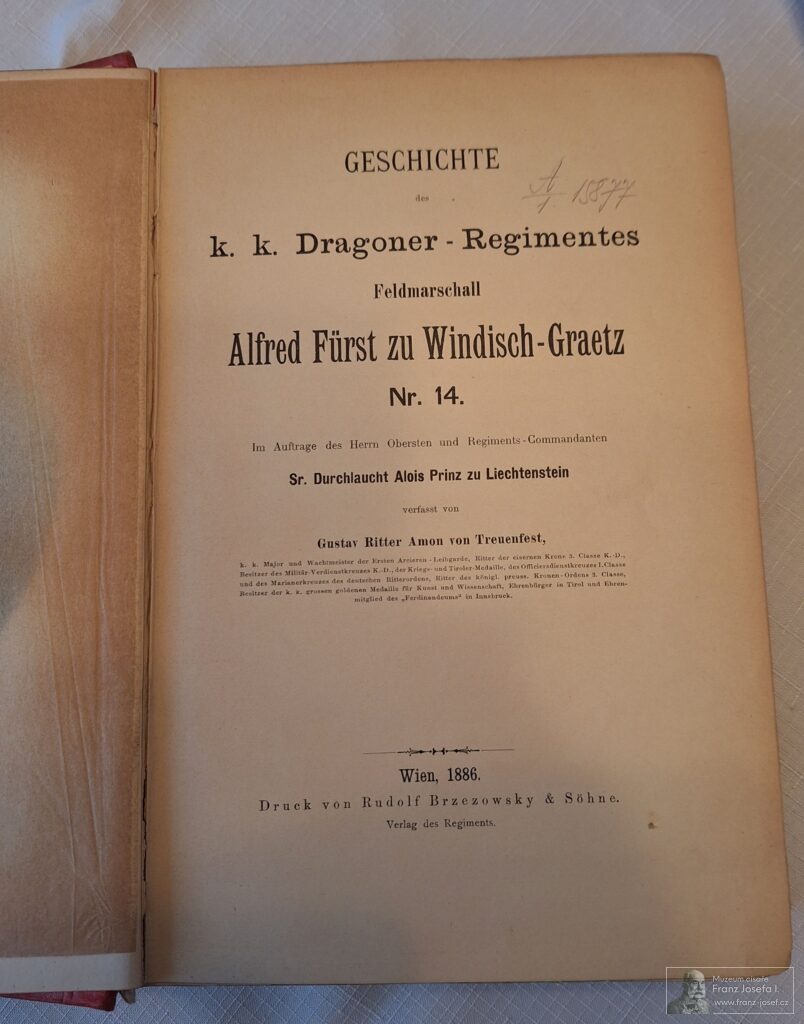 GESCHICHTE
des
A/1 15877
k. k. Dragoner - Regimentes
Feldmarschall
Alfred Fürst zu Windisch-Graetz
Nr. 14.
Im Auftrage des Herrn Obersten und Regiments-Commandanten
Sr. Durchlaucht Alois Prinz zu Liechtenstein
verfasst von
Gustav Ritter Amon von Treuenfest,
k. k. Major und Wachtmeister der Ersten Arcieren-Leibgarde, Ritter der eisernen Krone 3. Classe K.-D.,
Besitzer des Militär-Verdienstkreuzes K.-D., der Kriegs- und Tiroler-Medaille, des Officiersdienstkreuzes I. Classe
und des Marianerkreuzes des deutschen Ritterordens, Ritter des königl. preuss. Kronen-Ordens 3. Classe,
Besitzer der k. k. grossen goldenen Medaille für Kunst und Wissenschaft, Ehrenbürger in Tirol und Ehren-
mitglied des „Ferdinandeums" in Innsbruck.
Wien, 1886.
Druck von Rudolf Brzezowsky & Söhne.
Verlag des Regiments.
Muzeum císaře
Franz Josefa I.
www.franz-josef.cz